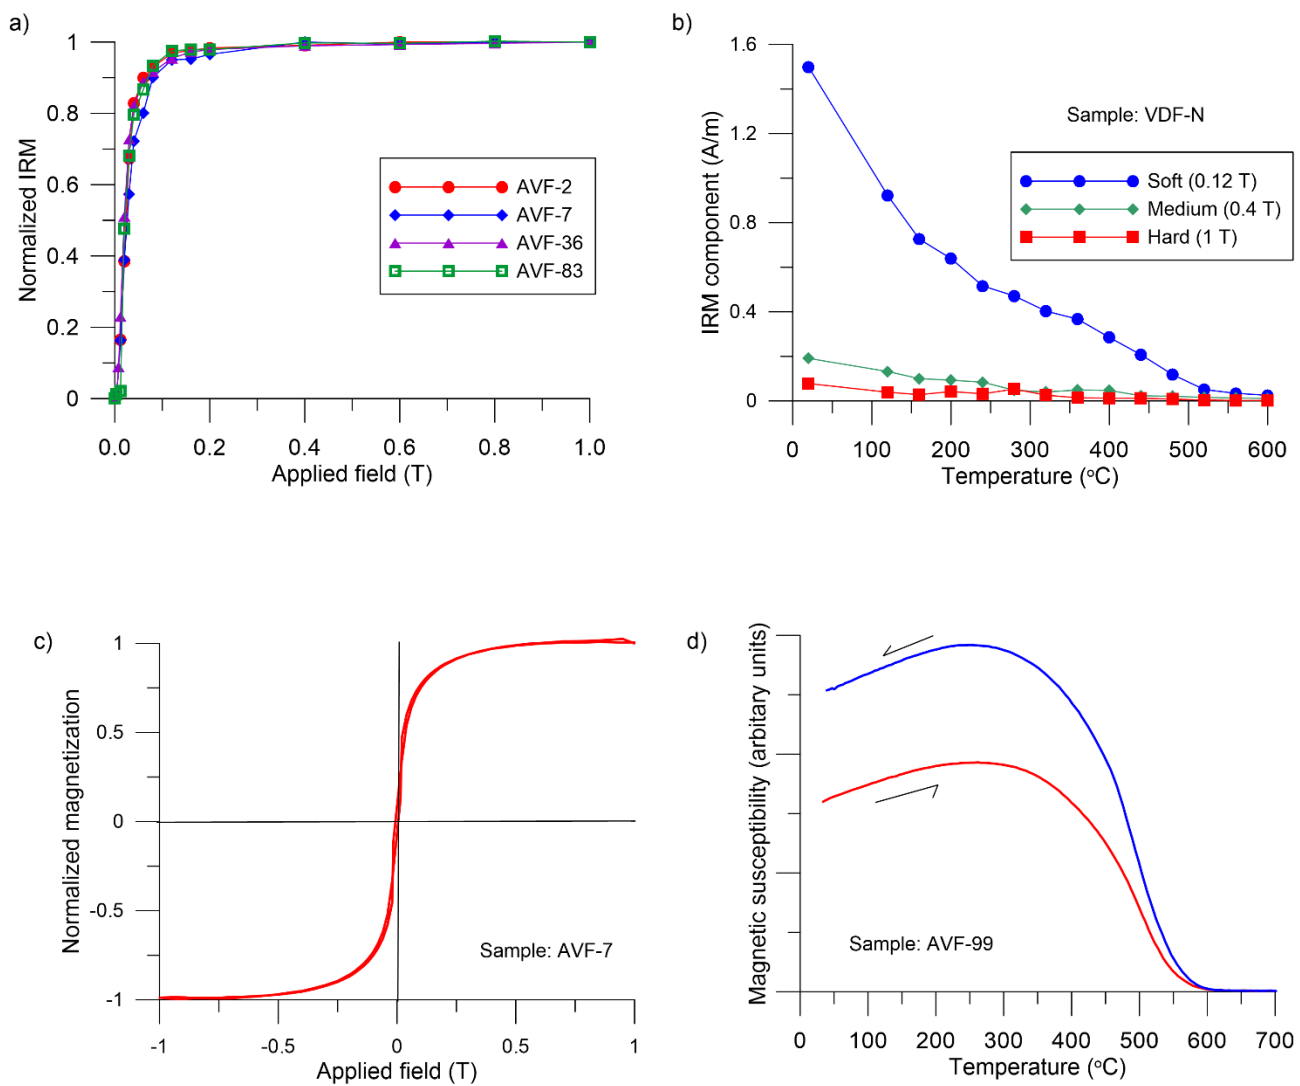 a)
Normalized IRM
1
0.8
0.6
0.4
0.2
0
0.0 0.2 0.4 0.6 0.8 1.0
Applied field (T)
AVF-2
AVF-7
AVF-36
AVF-83
b)
IRM component (A/m)
1.6
1.2
0.8
0.4
0
0 100 200 300 400 500 600
Temperature (°C)
Sample: VDF-N
Soft (0.12 T)
Medium (0.4 T)
Hard (1 T)
c)
Normalized magnetization
1
0.5
0
-0.5
-1
-1 -0.5 0 0.5 1
Applied field (T)
Sample: AVF-7
d)
Magnetic susceptibility (arbitary units)
Sample: AVF-99
0 100 200 300 400 500 600 700
Temperature (°C)